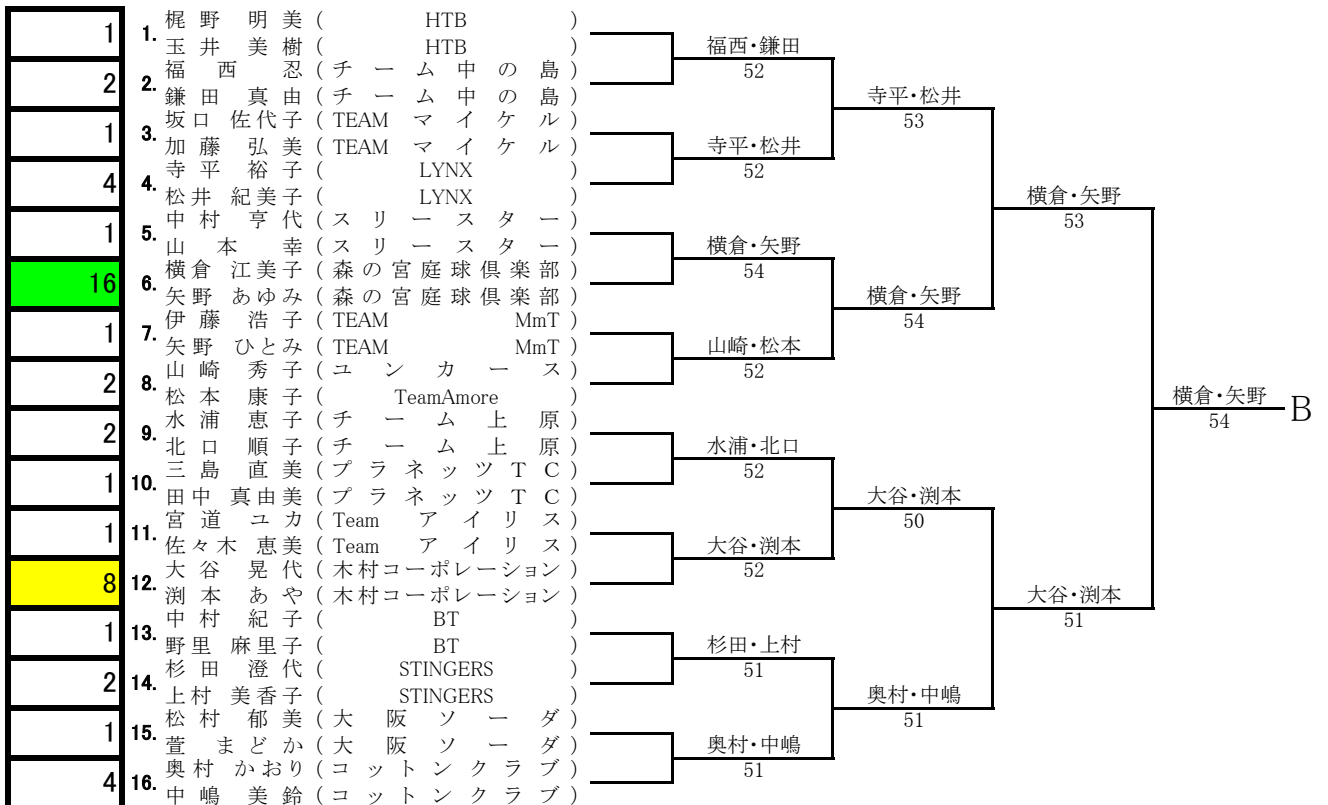 1 1. 梶野 明美 ( HTB )
玉井 美樹 ( HTB )
2 2. 福西 忍 ( チーム中の島 )
鎌田 真由 ( チーム中の島 )
1 3. 坂口 佐代子 ( TEAM マイケル )
加藤 弘美 ( TEAM マイケル )
4 4. 寺平 裕子 ( LYNX )
松井 紀美子 ( LYNX )
1 5. 中村 亨代 ( スリースター )
山本 幸 ( スリースター )
16 6. 横倉 江美子 ( 森の宮庭球倶楽部 )
矢野 あゆみ ( 森の宮庭球倶楽部 )
1 7. 伊藤 浩子 ( TEAM MmT )
矢野 ひとみ ( TEAM MmT )
2 8. 山崎 秀子 ( ユンカース )
松本 康子 ( TeamAmore )
2 9. 水浦 恵子 ( チーム上原 )
北口 順子 ( チーム上原 )
1 10. 三島 直美 ( プラネッツTC )
田中 真由美 ( プラネッツTC )
1 11. 宮道 ユカ ( Team アイリス )
佐々木 恵美 ( Team アイリス )
8 12. 大谷 晃代 ( 木村コーポレーション )
渕本 あや ( 木村コーポレーション )
1 13. 中村 紀子 ( BT )
野里 麻里子 ( BT )
2 14. 杉田 澄代 ( STINGERS )
上村 美香子 ( STINGERS )
1 15. 松村 郁美 ( 大阪ソーダ )
萱 まどか ( 大阪ソーダ )
4 16. 奥村 かおり ( コットンクラブ )
中嶋 美鈴 ( コットンクラブ )
福西・鎌田
52
寺平・松井
52
横倉・矢野
54
山崎・松本
52
水浦・北口
52
大谷・渕本
52
杉田・上村
51
奥村・中嶋
51
寺平・松井
53
横倉・矢野
54
大谷・渕本
50
奥村・中嶋
51
横倉・矢野
53
大谷・渕本
51
横倉・矢野
54
B